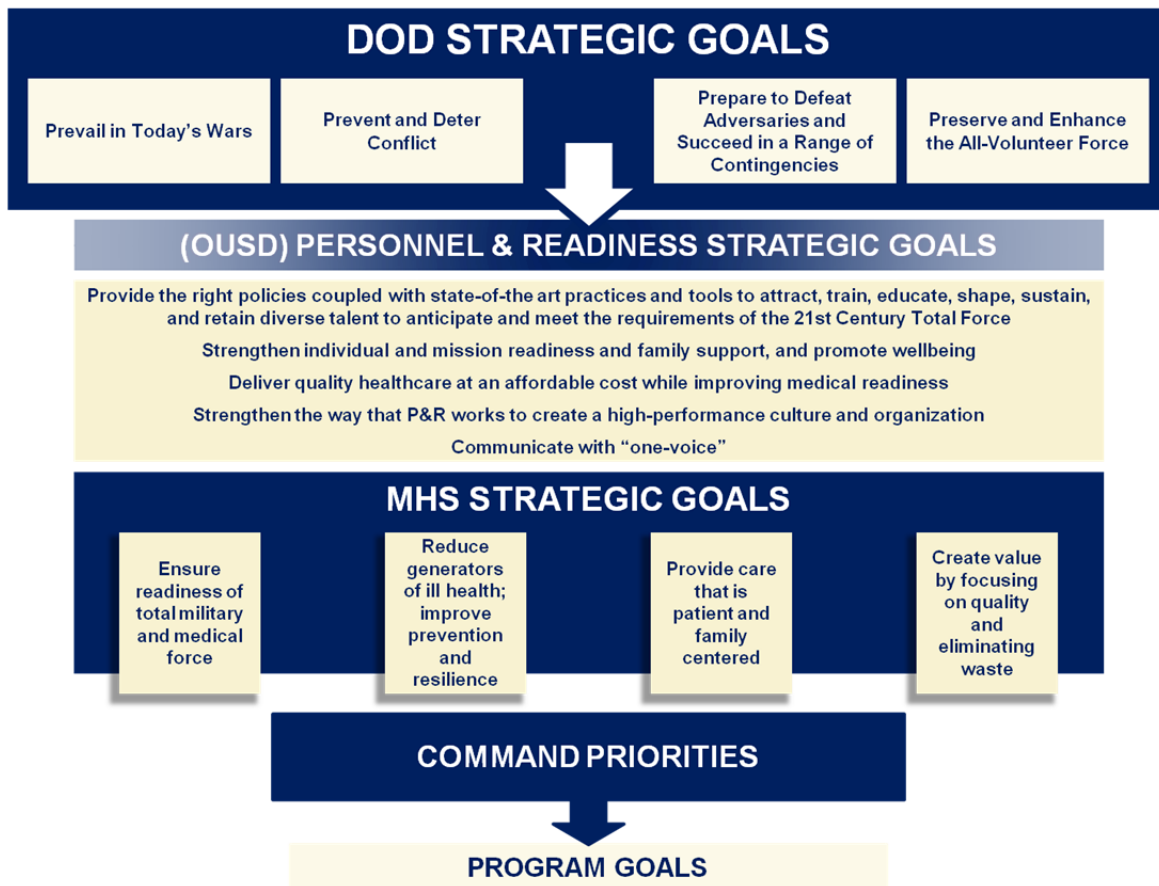 DOD STRATEGIC GOALS
Prevail in Today's Wars
Prevent and Deter
Conflict
Prepare to Defeat
Adversaries and
Succeed in a Range of
Contingencies
Preserve and Enhance
the All-Volunteer Force
(OUSD) PERSONNEL & READINESS STRATEGIC GOALS
Provide the right policies coupled with state-of-the art practices and tools to attract, train, educate, shape, sustain,
and retain diverse talent to anticipate and meet the requirements of the 21st Century Total Force
Strengthen individual and mission readiness and family support, and promote wellbeing
Deliver quality healthcare at an affordable cost while improving medical readiness
Strengthen the way that P&R works to create a high-performance culture and organization
Communicate with “one-voice”
MHS STRATEGIC GOALS
Ensure
readiness of
total military
and medical
force
Reduce
generators
of ill health;
improve
prevention
and
resilience
Provide care
that is
patient and
family
centered
Create value
by focusing
on quality
and
eliminating
waste
COMMAND PRIORITIES
PROGRAM GOALS